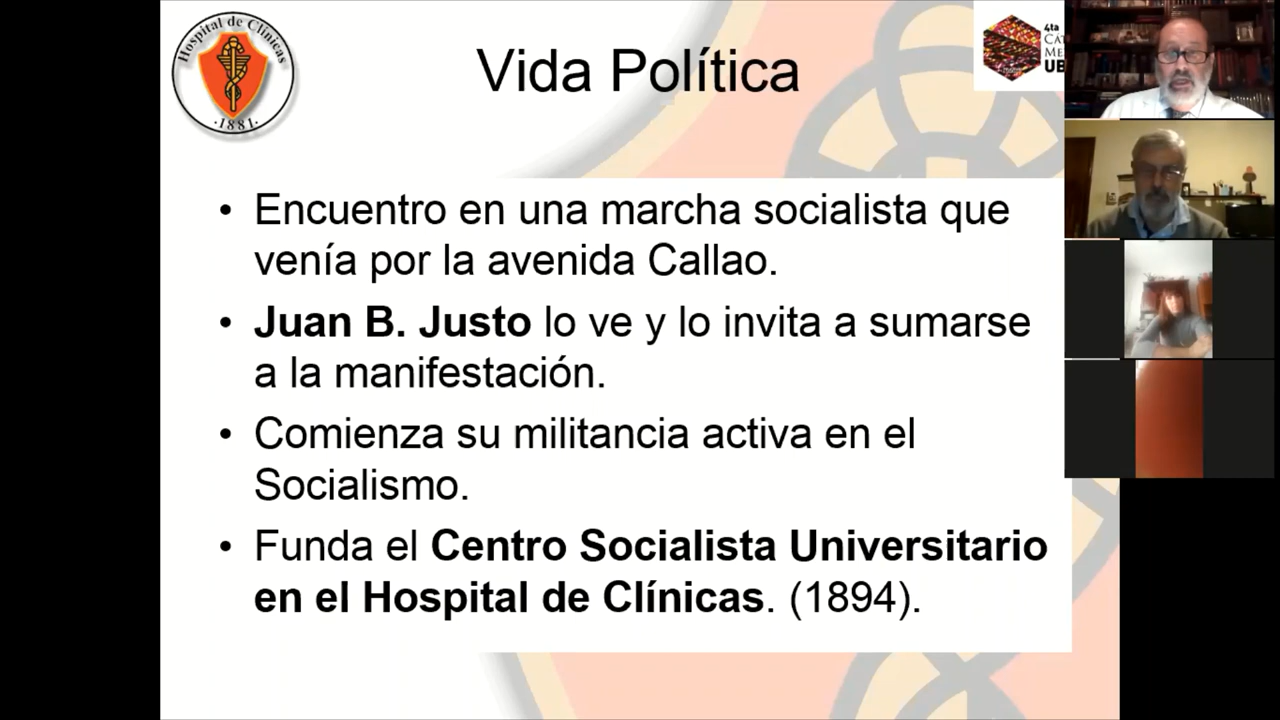 Hospital de Clínicas
·1881·
Vida Política
4ta
UB
• Encuentro en una marcha socialista que
venía por la avenida Callao.
• Juan B. Justo lo ve y lo invita a sumarse
a la manifestación.
• Comienza su militancia activa en el
Socialismo.
• Funda el Centro Socialista Universitario
en el Hospital de Clínicas. (1894).